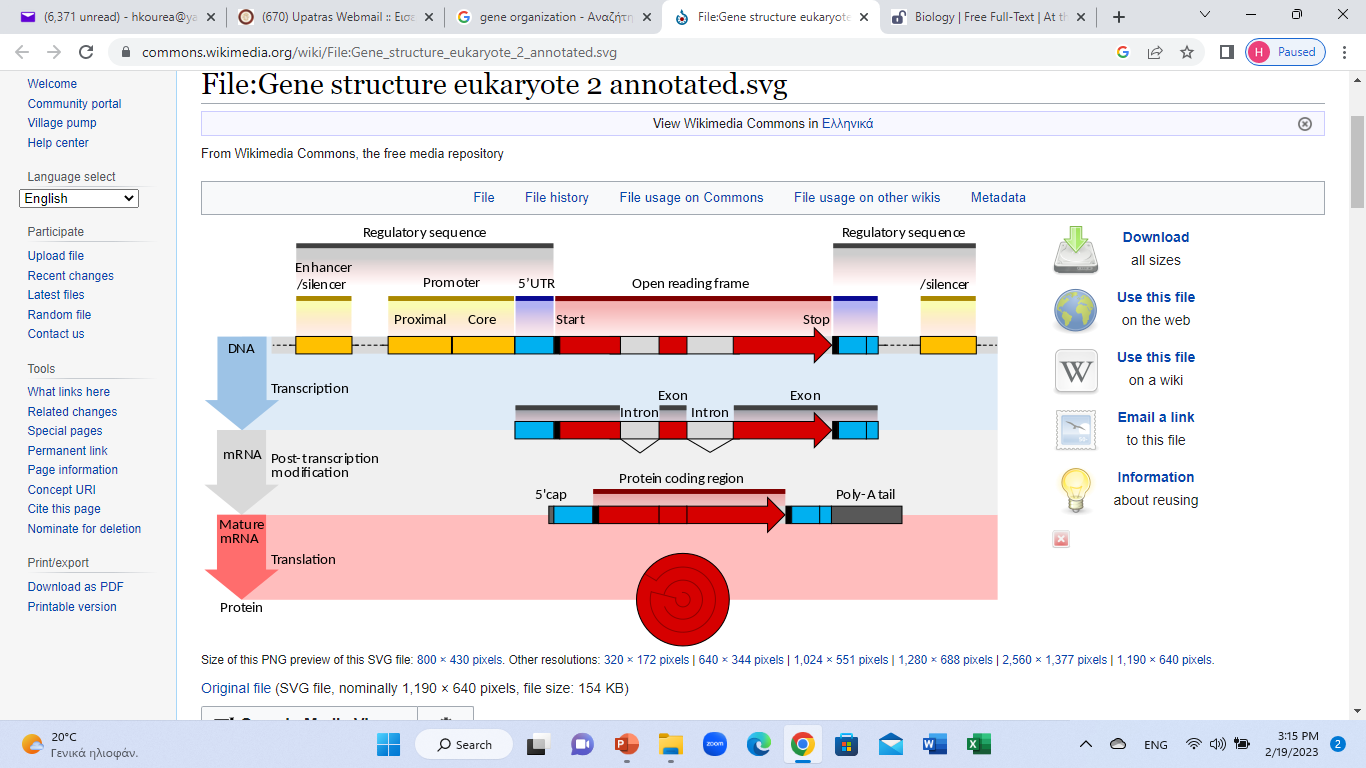 (6,371 unread) - hkourea@ya
(670) Upatras Webmail :: Εισε
gene organization - Αναζήτη
File:Gene structure eukaryote
Biology | Free Full-Text | At th
commons.wikimedia.org/wiki/File:Gene_structure_eukaryote_2_annotated.svg
H Paused
Welcome
Community portal
Village pump
Help center
Language select
English
Participate
Upload file
Recent changes
Latest files
Random file
Contact us
Tools
What links here
Related changes
Special pages
Permanent link
Page information
Concept URI
Cite this page
Nominate for deletion
Print/export
Download as PDF
Printable version
File:Gene structure eukaryote 2 annotated.svg
View Wikimedia Commons in Ελληνικά
From Wikimedia Commons, the free media repository
File File history File usage on Commons File usage on other wikis Metadata
Regulatory sequence Regulatory sequence
Enhancer
/silencer Promoter 5'UTR Open reading frame /silencer
Proximal Core Start Stop
DNA
Transcription
Exon Exon
Intron Intron
mRNA
Post-transcription
modification
Protein coding region
5'cap Poly-A tail
Mature
mRNA
Translation
Protein
Download
all sizes
Use this file
on the web
W
Use this file
on a wiki
Email a link
to this file
Information
about reusing
Size of this PNG preview of this SVG file: 800 × 430 pixels. Other resolutions: 320 × 172 pixels | 640 × 344 pixels | 1,024 × 551 pixels | 1,280 × 688 pixels | 2,560 × 1,377 pixels | 1,190 × 640 pixels.
Original file (SVG file, nominally 1,190 × 640 pixels, file size: 154 KB)
20°C
Γενικά ηλιοφάν.
Search
zoom
ENG
3:15 PM
2/19/2023
2